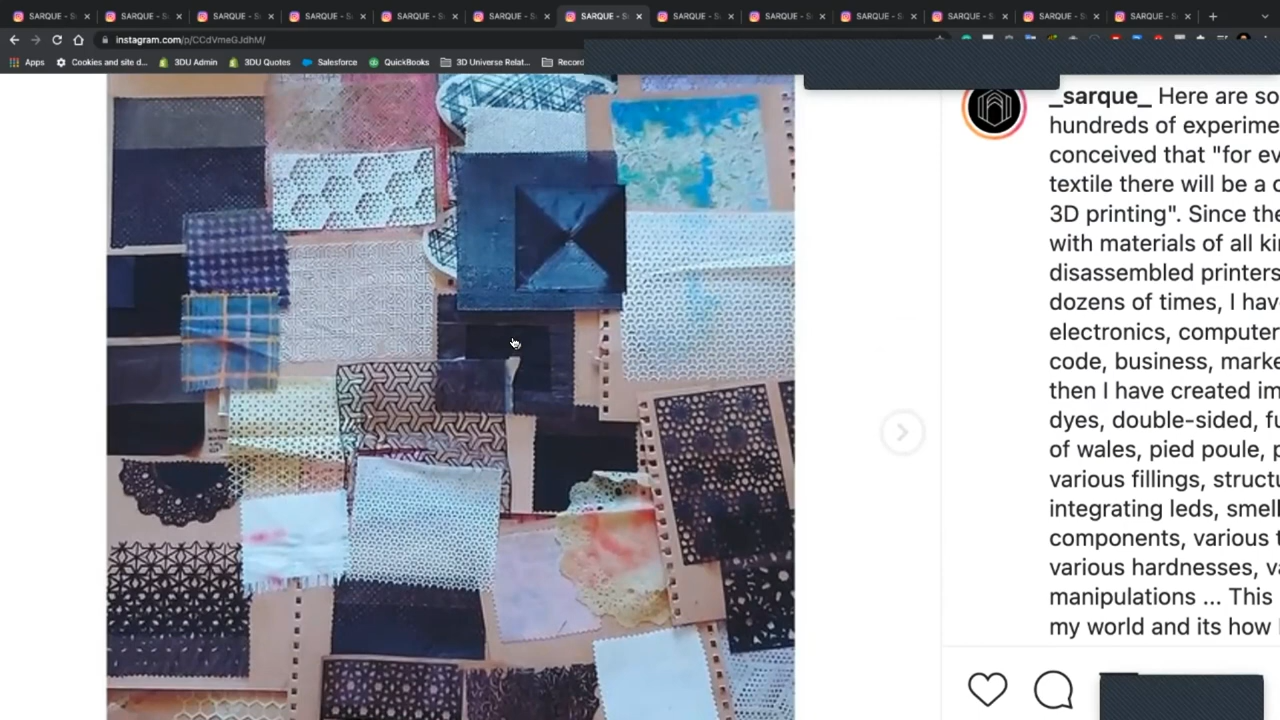 SARQUE - S
SARQUE - S
SARQUE - S
SARQUE - S
SARQUE - S
SARQUE - S
SARQUE - S
SARQUE - S
SARQUE - S
SARQUE - S
SARQUE - S
SARQUE - S
SARQUE - S
instagram.com/p/CCdVmeGJdhM/
Apps
Cookies and site d...
3DU Admin
3DU Quotes
Salesforce
QuickBooks
3D Universe Relat...
Record
_sarque_ Here are so
hundreds of experime
conceived that "for ev
textile there will be a c
3D printing". Since the
with materials of all ki
disassembled printers
dozens of times, I have
electronics, computer
code, business, marke
then I have created im
dyes, double-sided, fu
of wales, pied poule, p
various fillings, structu
integrating leds, smell
components, various t
various hardnesses, va
manipulations ... This
my world and its how I